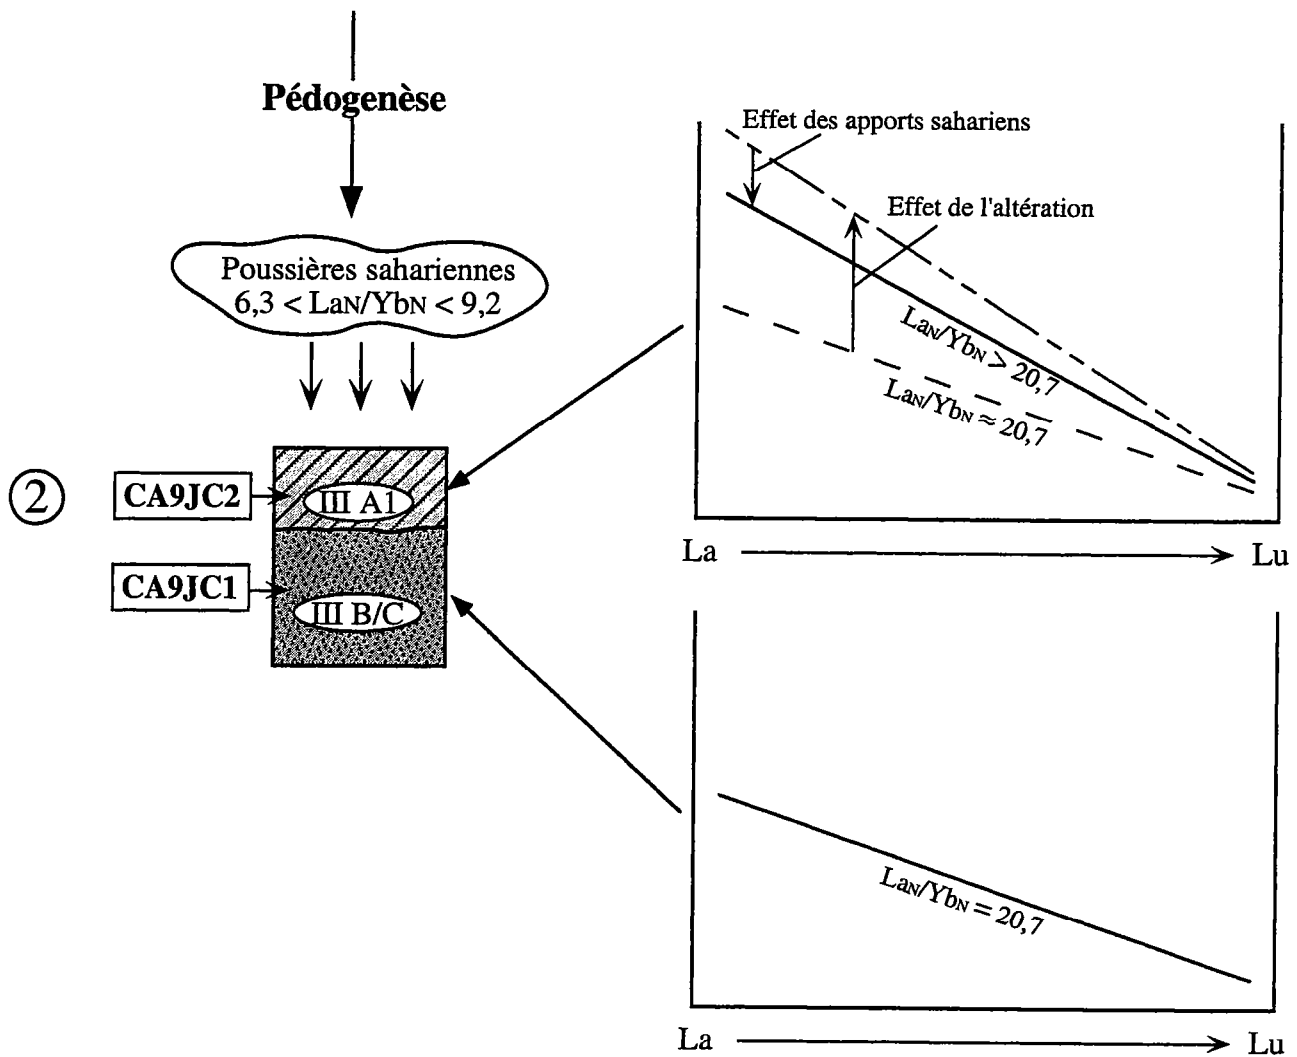 Pédogenèse
Poussières sahariennes
6,3 < LaN/YbN < 9,2
2
CA9JC2
III A1
CA9JC1
III B/C
Effet des apports sahariens
Effet de l'altération
LaN/YbN > 20,7
LaN/YbN ≈ 20,7
La
Lu
LaN/YbN = 20,7
La
Lu